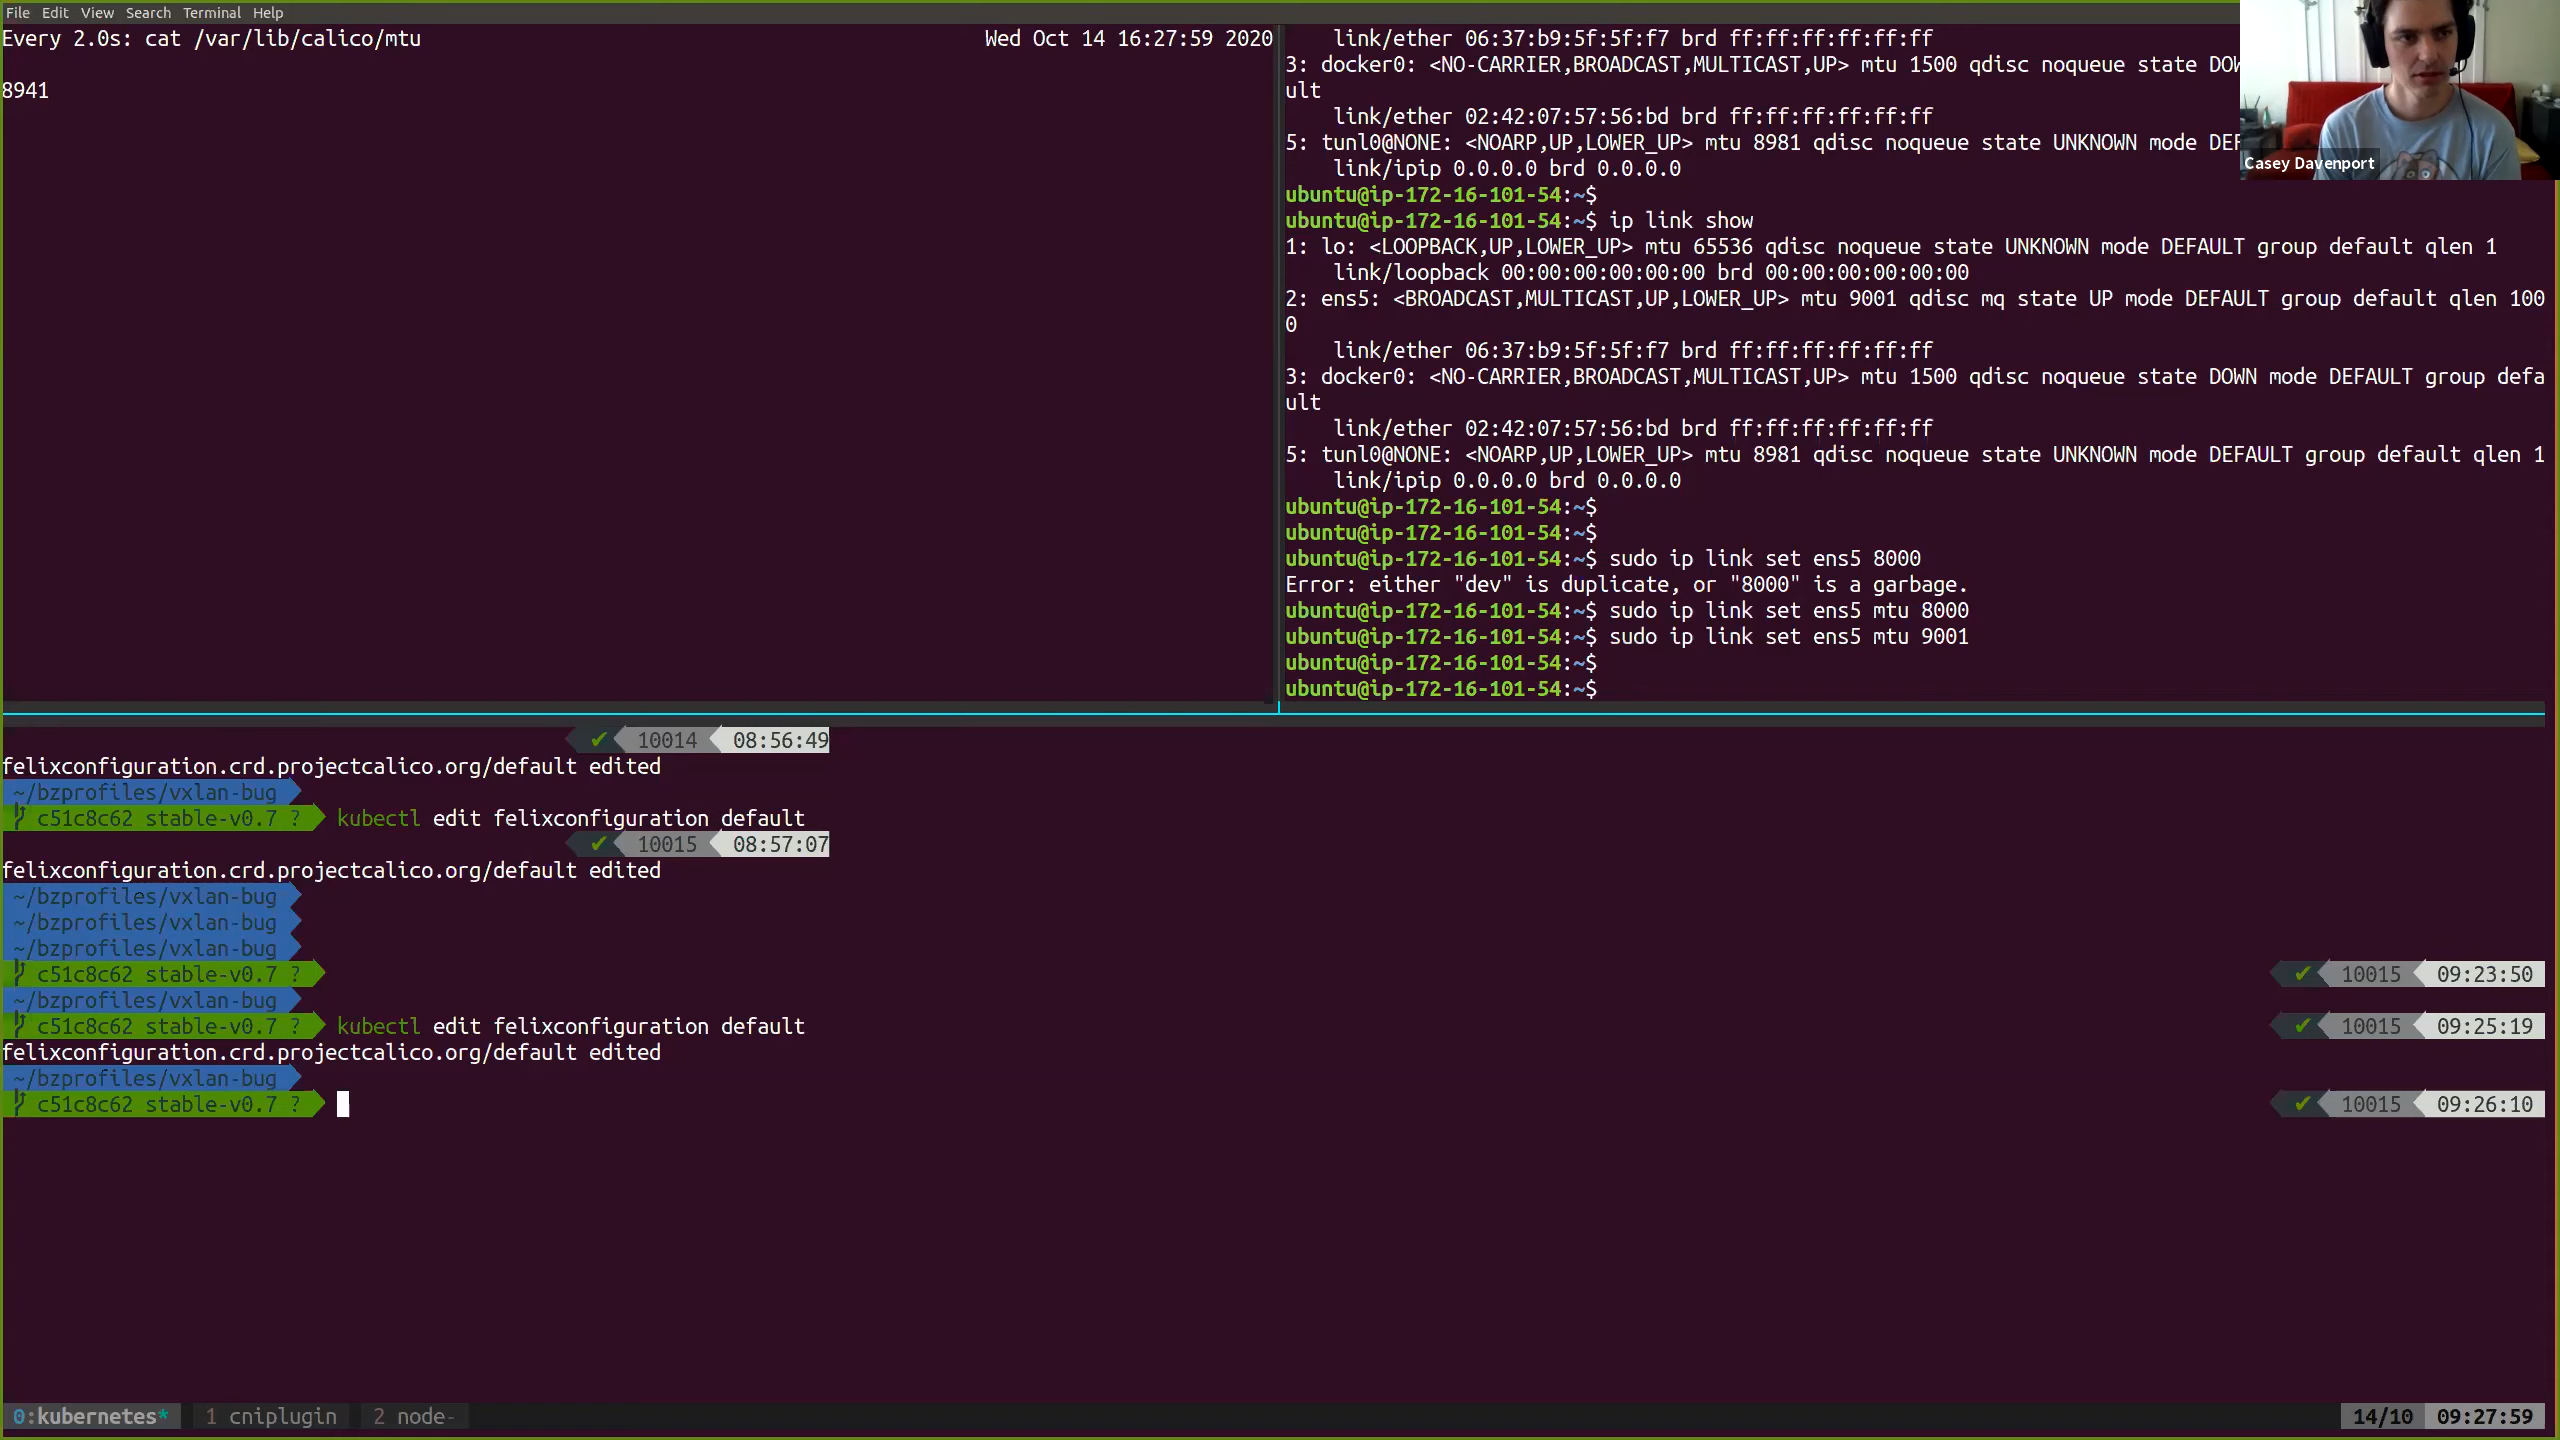 File Edit View Search Terminal Help
Every 2.0s: cat /var/lib/calico/mtu
Wed Oct 14 16:27:59 2020
8941
link/ether 06:37:b9:5f:5f:f7 brd ff:ff:ff:ff:ff:ff
3: docker0: <NO-CARRIER,BROADCAST,MULTICAST,UP> mtu 1500 qdisc noqueue state DOW
ult
link/ether 02:42:07:57:56:bd brd ff:ff:ff:ff:ff:ff
5: tunl0@NONE: <NOARP,UP,LOWER_UP> mtu 8981 qdisc noqueue state UNKNOWN mode DEF
link/ipip 0.0.0.0 brd 0.0.0.0
Casey Davenport
ubuntu@ip-172-16-101-54:~$
ubuntu@ip-172-16-101-54:~$ ip link show
1: lo: <LOOPBACK,UP,LOWER_UP> mtu 65536 qdisc noqueue state UNKNOWN mode DEFAULT group default qlen 1
link/loopback 00:00:00:00:00:00 brd 00:00:00:00:00:00
2: ens5: <BROADCAST,MULTICAST,UP,LOWER_UP> mtu 9001 qdisc mq state UP mode DEFAULT group default qlen 100
0
link/ether 06:37:b9:5f:5f:f7 brd ff:ff:ff:ff:ff:ff
3: docker0: <NO-CARRIER,BROADCAST,MULTICAST,UP> mtu 1500 qdisc noqueue state DOWN mode DEFAULT group defa
ult
link/ether 02:42:07:57:56:bd brd ff:ff:ff:ff:ff:ff
5: tunl0@NONE: <NOARP,UP,LOWER_UP> mtu 8981 qdisc noqueue state UNKNOWN mode DEFAULT group default qlen 1
link/ipip 0.0.0.0 brd 0.0.0.0
ubuntu@ip-172-16-101-54:~$
ubuntu@ip-172-16-101-54:~$
ubuntu@ip-172-16-101-54:~$ sudo ip link set ens5 8000
Error: either "dev" is duplicate, or "8000" is a garbage.
ubuntu@ip-172-16-101-54:~$ sudo ip link set ens5 mtu 8000
ubuntu@ip-172-16-101-54:~$ sudo ip link set ens5 mtu 9001
ubuntu@ip-172-16-101-54:~$
ubuntu@ip-172-16-101-54:~$
✔ 10014 08:56:49
felixconfiguration.crd.projectcalico.org/default edited
~/bzprofiles/vxlan-bug
c51c8c62 stable-v0.7 ? kubectl edit felixconfiguration default
✔ 10015 08:57:07
felixconfiguration.crd.projectcalico.org/default edited
~/bzprofiles/vxlan-bug
~/bzprofiles/vxlan-bug
~/bzprofiles/vxlan-bug
c51c8c62 stable-v0.7 ? ✔ 10015 09:23:50
~/bzprofiles/vxlan-bug
c51c8c62 stable-v0.7 ? kubectl edit felixconfiguration default ✔ 10015 09:25:19
felixconfiguration.crd.projectcalico.org/default edited
~/bzprofiles/vxlan-bug
c51c8c62 stable-v0.7 ? ✔ 10015 09:26:10
0:kubernetes* 1 cniplugin 2 node- 14/10 09:27:59